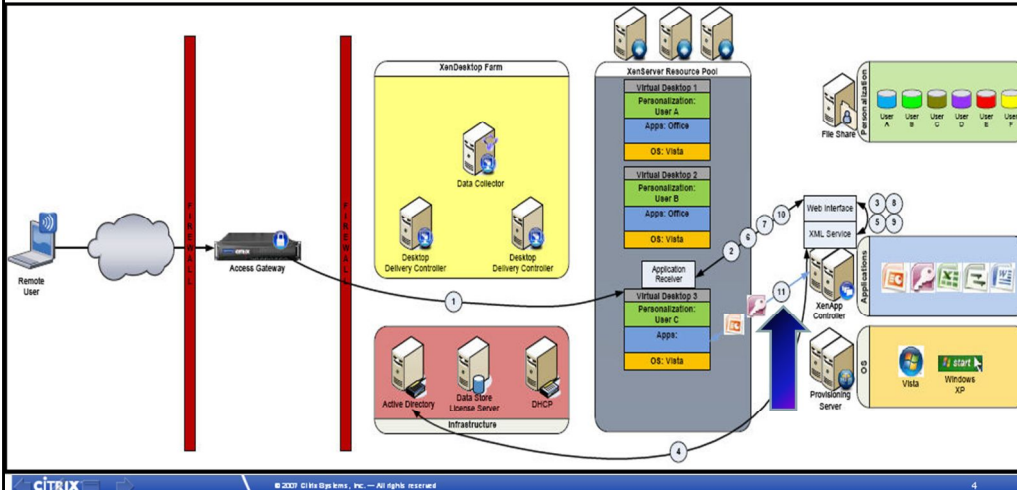 XenDesktop Farm
Data Collector
Desktop
Delivery Controller
Desktop
Delivery Controller
XenServer Resource Pool
Virtual Desktop 1
Personalization:
User A
Apps: Office
OS: Vista
Virtual Desktop 2
Personalization:
User B
Apps: Office
OS: Vista
Application
Receiver
Virtual Desktop 3
Personalization:
User C
Apps:
OS: Vista
File Share
Personalization
User
A
User
B
User
C
User
D
User
E
User
F
Web Interface
XML Service
3
8
5
9
10
7
6
2
11
1
4
Remote
User
FIREWALL
Access Gateway
FIREWALL
XenApp
Controller
Applications
Provisioning
Server
OS
Vista
start
Windows
XP
Active Directory
Data Store
License Server
DHCP
Infrastructure
CITRIX
© 2007 Citrix Systems, Inc. — All rights reserved
4